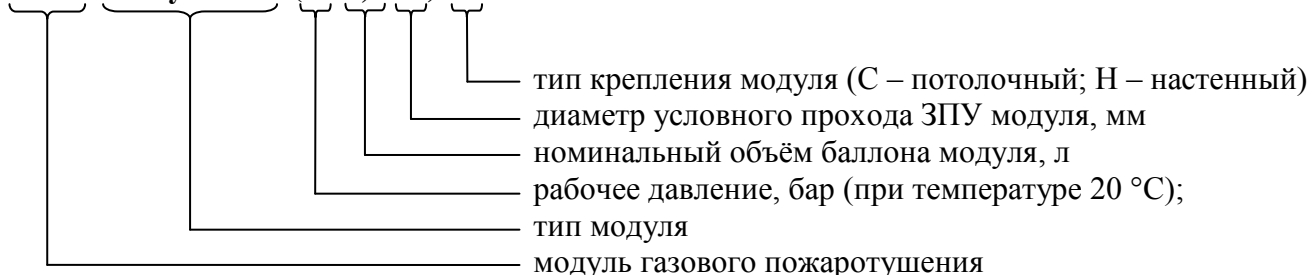 тип крепления модуля (С – потолочный; Н – настенный)
диаметр условного прохода ЗПУ модуля, мм
номинальный объём баллона модуля, л
рабочее давление, бар (при температуре 20 °С);
тип модуля
модуль газового пожаротушения